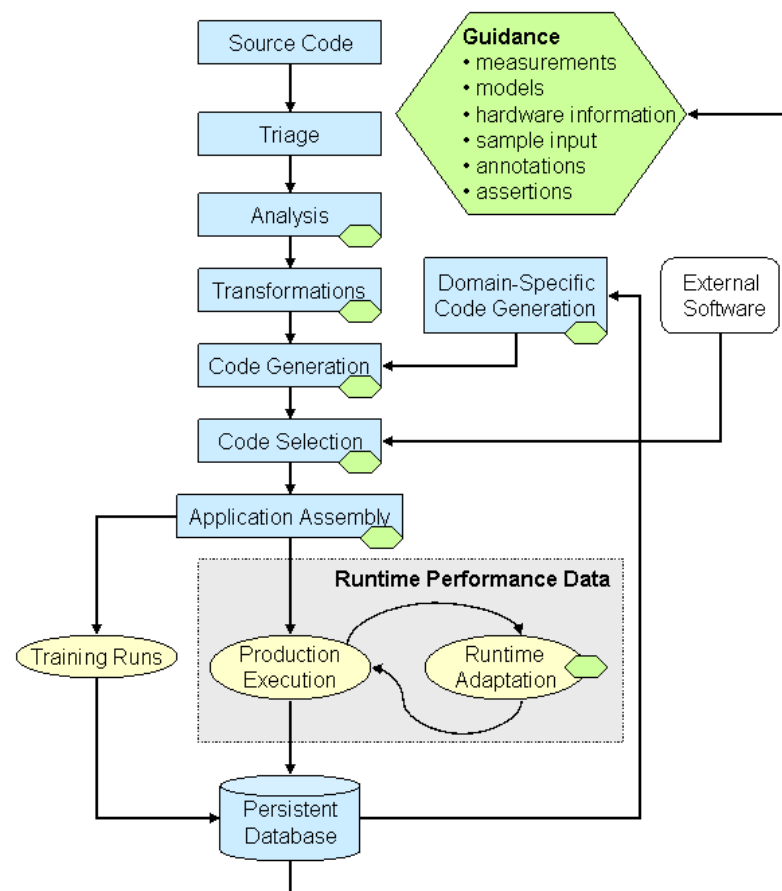 Source Code
Guidance
• measurements
• models
• hardware information
• sample input
• annotations
• assertions
Triage
Analysis
Transformations
Domain-Specific
Code Generation
External
Software
Code Generation
Code Selection
Application Assembly
Runtime Performance Data
Training Runs
Production
Execution
Runtime
Adaptation
Persistent
Database